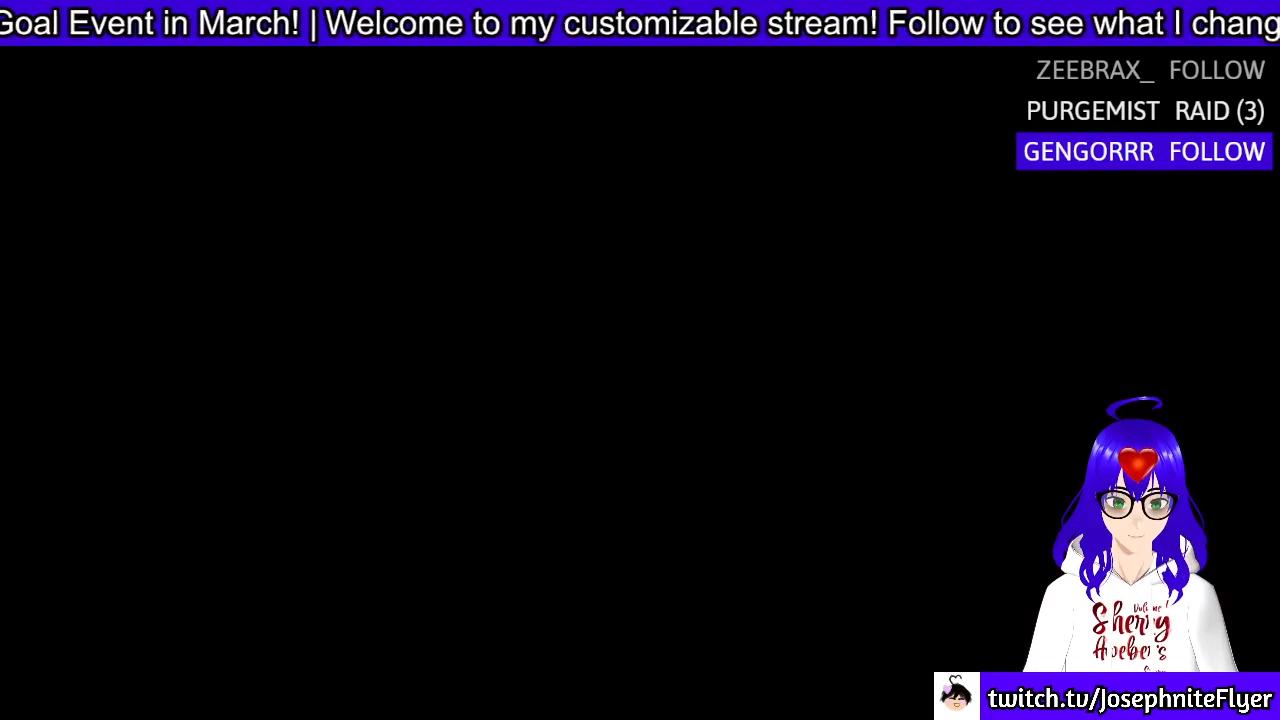 Goal Event in March! | Welcome to my customizable stream! Follow to see what I chang
ZEEBRAX_ FOLLOW
PURGEMIST RAID (3)
GENGORRR FOLLOW
Sherry
twitch.tv/JosephniteFlyer